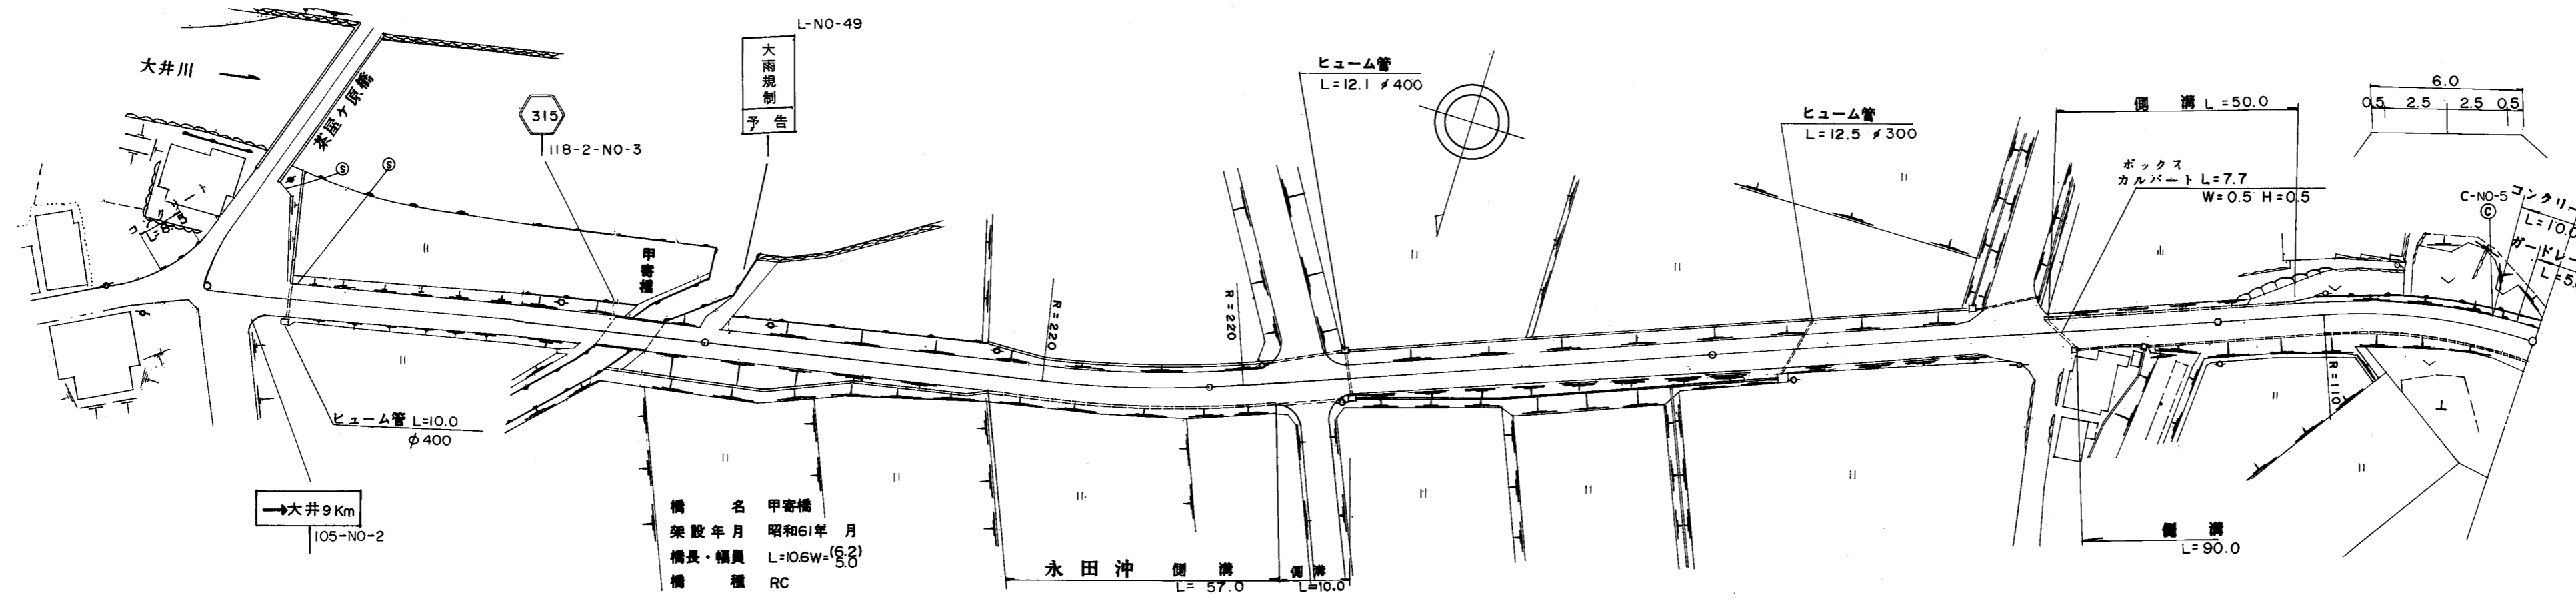 L-NO-49
大雨規制
予告
大井川
茶屋ヶ原橋
315
118-2-NO-3
Ⓢ
Ⓢ
甲寄橋
ヒューム管
L=12.1 φ400
ヒューム管
L=12.5 φ300
側溝 L=50.0
6.0
0.5 2.5 2.5 0.5
ボックス
カルバート L=7.7
W=0.5 H=0.5
C-NO-5
Ⓒ
コンクリー
L=10.0
ガードレー
L=5.
R=220
R=220
R=110
ヒューム管 L=10.0
φ400
→大井9Km
105-NO-2
橋名 甲寄橋
架設年月 昭和61年 月
橋長・幅員 L=10.6W=(6.2)
5.0
橋種 RC
永田沖 側溝
L= 57.0
側溝
L=10.0
側溝
L=90.0